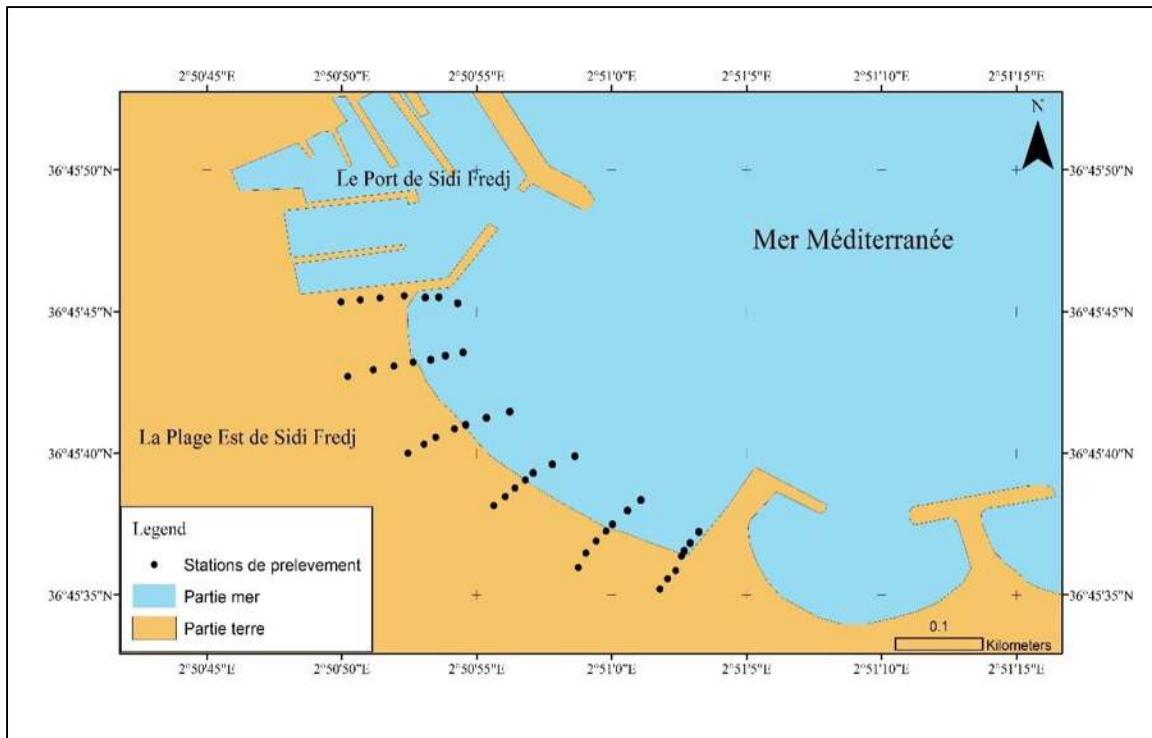 2°50'45"E 2°50'50"E 2°50'55"E 2°51'0"E 2°51'5"E 2°51'10"E 2°51'15"E
N
36°45'50"N 36°45'50"N
Le Port de Sidi Fredj
Mer Méditerranée
36°45'45"N 36°45'45"N
La Plage Est de Sidi Fredj
36°45'40"N 36°45'40"N
Legend
Stations de prelevement
Partie mer
Partie terre
36°45'35"N 36°45'35"N
0.1
Kilometers
2°50'45"E 2°50'50"E 2°50'55"E 2°51'0"E 2°51'5"E 2°51'10"E 2°51'15"E